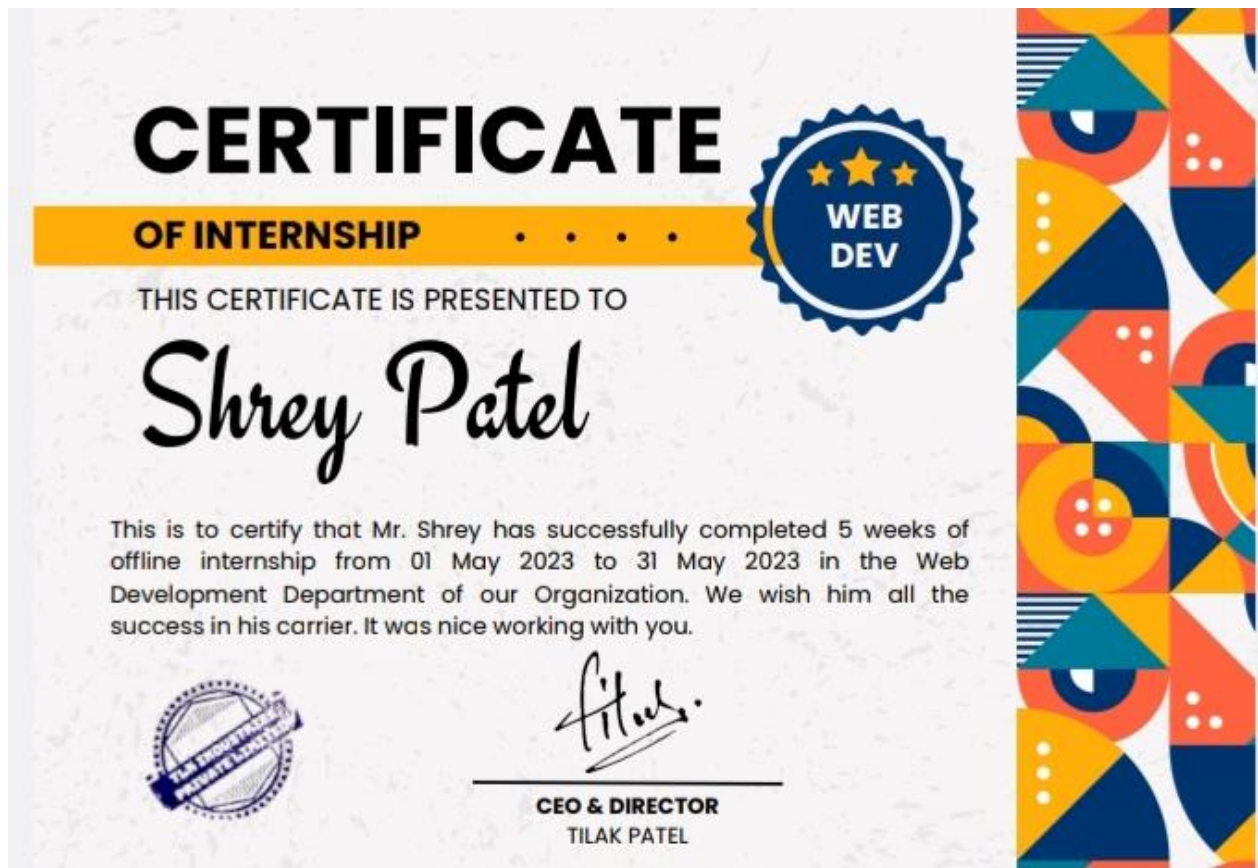 CERTIFICATE
OF INTERNSHIP
WEB
DEV
THIS CERTIFICATE IS PRESENTED TO
Shrey Patel
This is to certify that Mr. Shrey has successfully completed 5 weeks of
offline internship from 01 May 2023 to 31 May 2023 in the Web
Development Department of our Organization. We wish him all the
success in his carrier. It was nice working with you.
PRIVATE LIMITED
CEO & DIRECTOR
TILAK PATEL